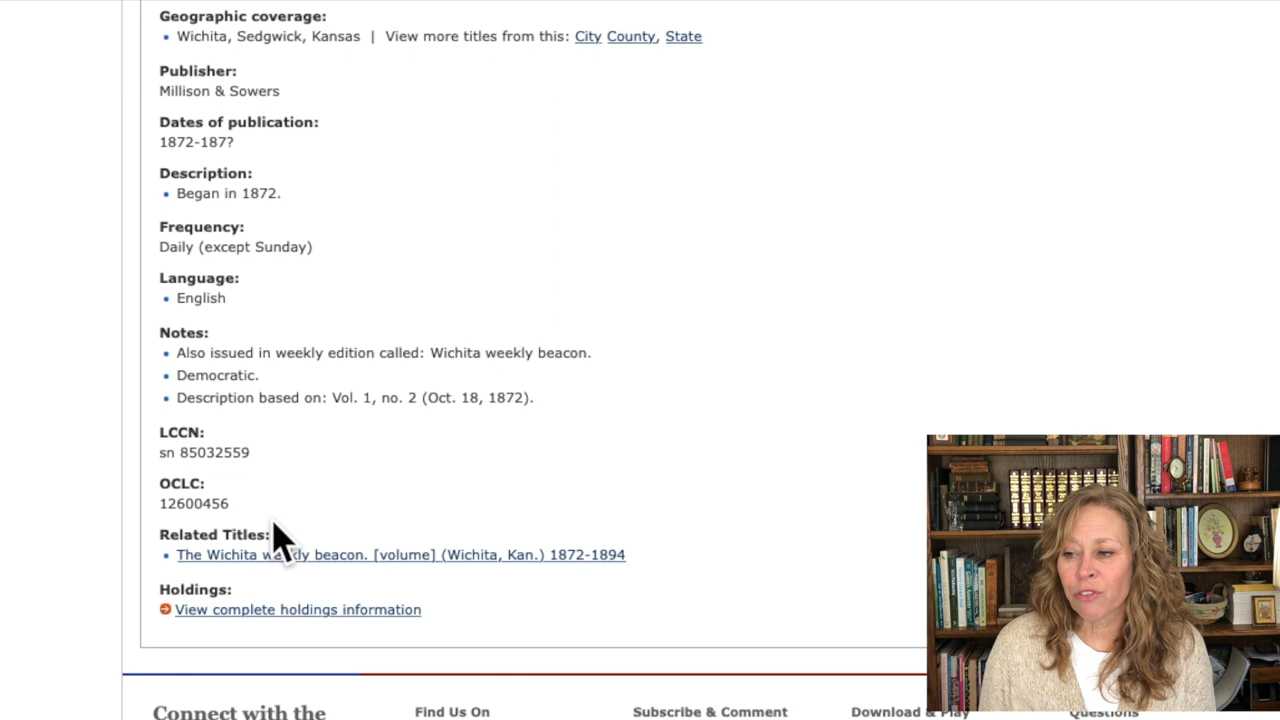 Geographic coverage:
Wichita, Sedgwick, Kansas | View more titles from this: City County, State
Publisher:
Millison & Sowers
Dates of publication:
1872-187?
Description:
Began in 1872.
Frequency:
Daily (except Sunday)
Language:
English
Notes:
Also issued in weekly edition called: Wichita weekly beacon.
Democratic.
Description based on: Vol. 1, no. 2 (Oct. 18, 1872).
LCCN:
sn 85032559
OCLC:
12600456
Related Titles:
The Wichita weekly beacon. [volume] (Wichita, Kan.) 1872-1894
Holdings:
View complete holdings information
Connect with the
Find Us On
Subscribe & Comment
Download & Play
Questions